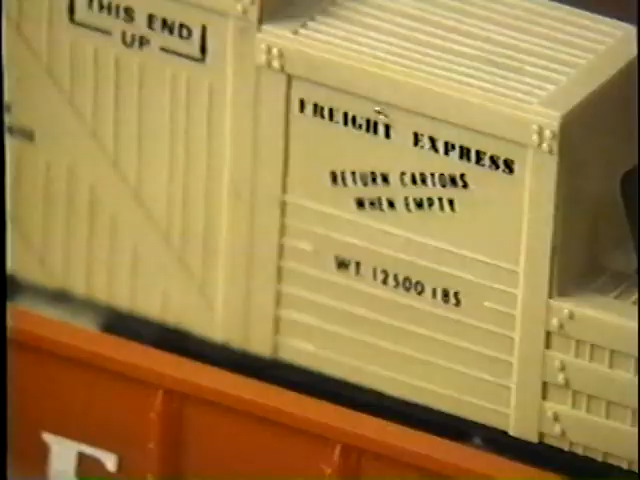 THIS END
UP
FREIGHT EXPRESS
RETURN CARTONS
WHEN EMPTY
WT. 12500 LBS